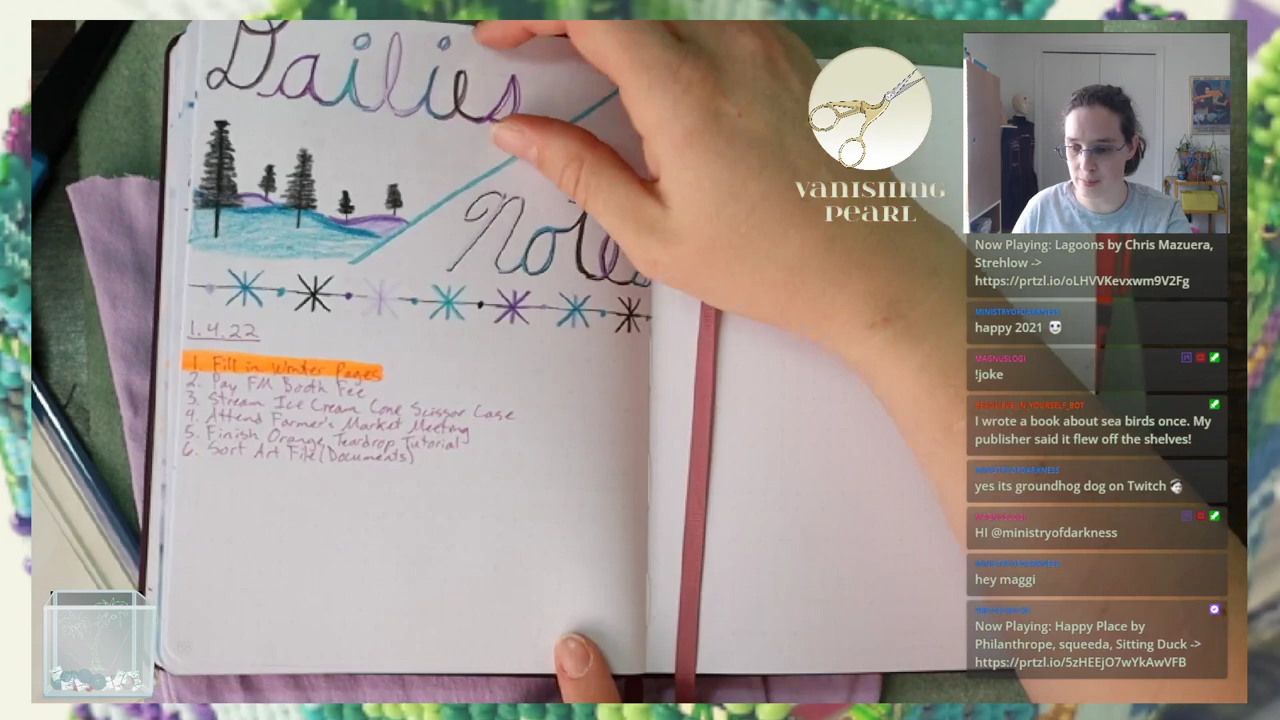 Dailies
Notes
1.4.22
1. Fill in Winter Pages
2. Pay FM Booth Fee
3. Stream Ice Cream Cone Scissor Case
4. Attend Farmer's Market Meeting
5. Finish Orange Teardrop Tutorial
6. Sort Art File (Documents)
VANISHING
PEARL
Now Playing: Lagoons by Chris Mazuera,
Strehlow ->
https://prtzl.io/oLHVVKevxwm9V2Fg
MINISTRYOFDARKNESS
happy 2021
MAGNUSLOGI
!joke
I wrote a book about sea birds once. My
publisher said it flew off the shelves!
MINISTRYOFDARKNESS
yes its groundhog dog on Twitch
HI @ministryofdarkness
hey maggi
Now Playing: Happy Place by
Philanthrope, squeeda, Sitting Duck ->
https://prtzl.io/5zHEEjO7wYkAwVFB